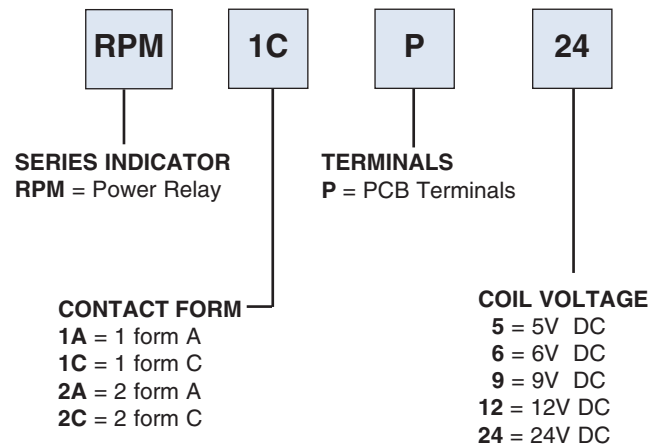 RPM 1C P 24
SERIES INDICATOR
RPM = Power Relay
TERMINALS
P = PCB Terminals
CONTACT FORM
1A = 1 form A
1C = 1 form C
2A = 2 form A
2C = 2 form C
COIL VOLTAGE
5 = 5V DC
6 = 6V DC
9 = 9V DC
12 = 12V DC
24 = 24V DC